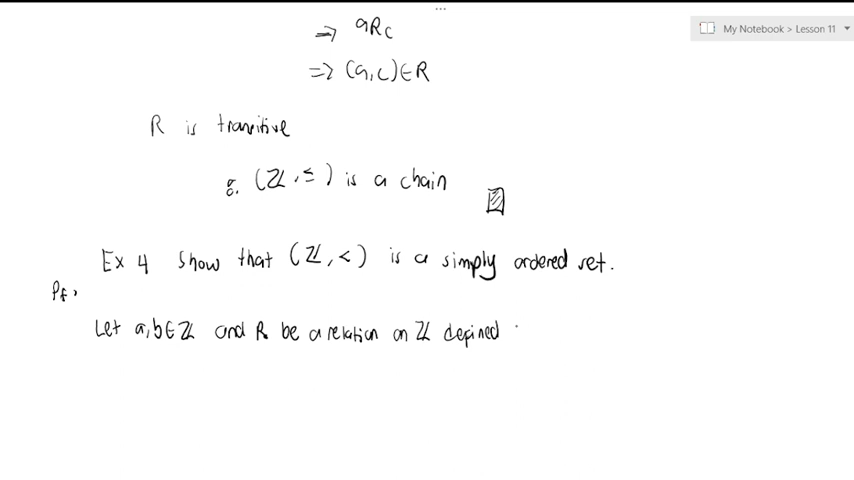 My Notebook > Lesson 11
⇒ aRc
⇒ (a,c)∈R
R is transitive
∴ (ℤ,≤) is a chain
Ex 4 Show that (ℤ,<) is a simply ordered set.
Pf.
Let a,b∈ℤ and R be a relation on ℤ defined